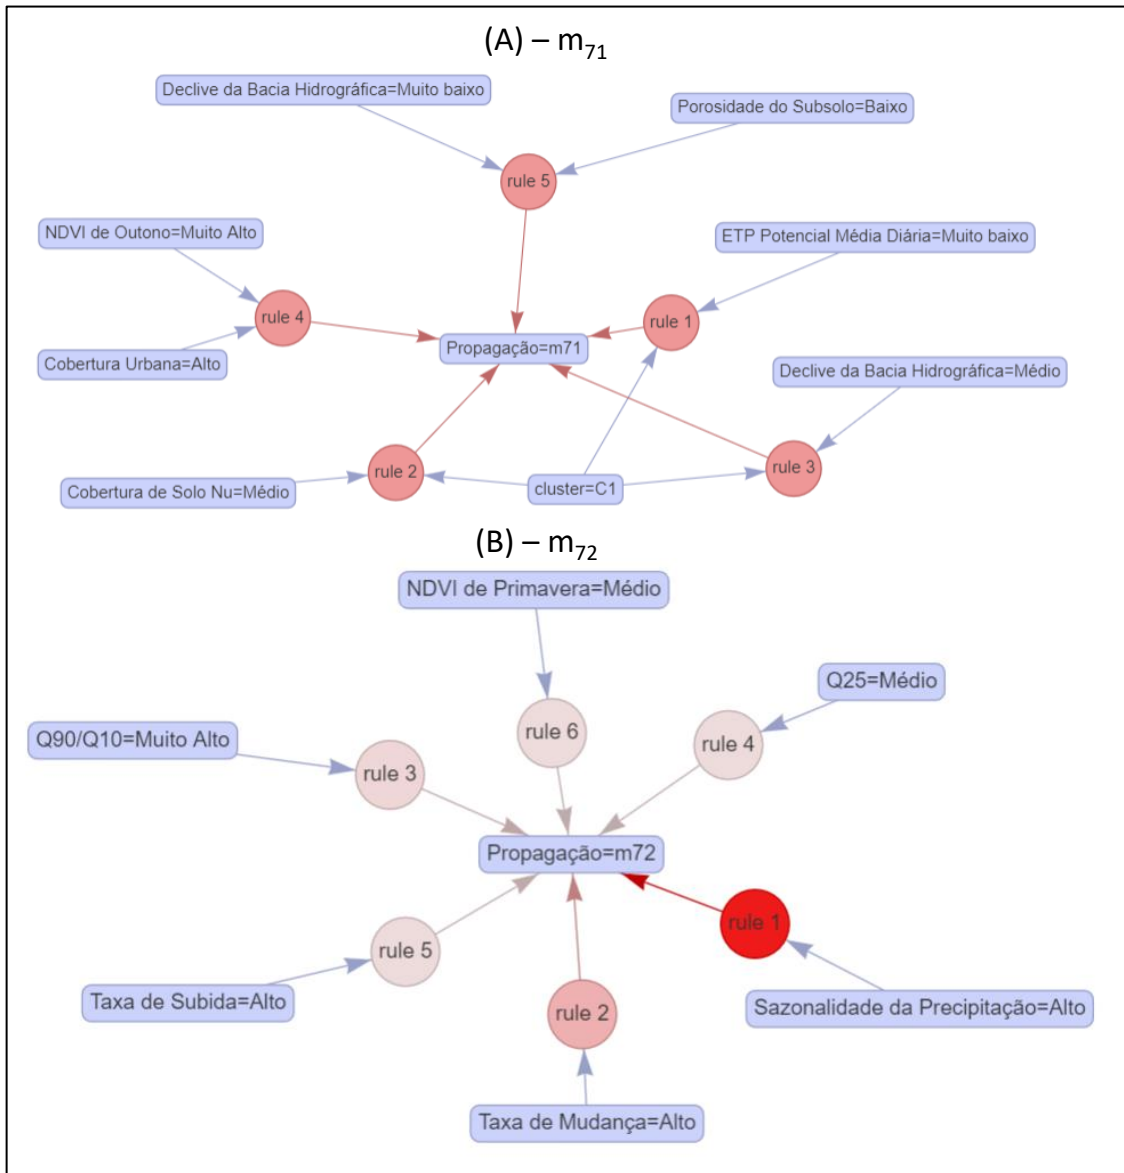 (A) – m71
Declive da Bacia Hidrográfica=Muito baixo
Porosidade do Subsolo=Baixo
rule 5
NDVI de Outono=Muito Alto
ETP Potencial Média Diária=Muito baixo
rule 4
rule 1
Propagação=m71
Cobertura Urbana=Alto
Declive da Bacia Hidrográfica=Médio
rule 2
rule 3
Cobertura de Solo Nu=Médio
cluster=C1
(B) – m72
NDVI de Primavera=Médio
Q25=Médio
Q90/Q10=Muito Alto
rule 6
rule 4
rule 3
Propagação=m72
rule 1
rule 5
Taxa de Subida=Alto
rule 2
Sazonalidade da Precipitação=Alto
Taxa de Mudança=Alto